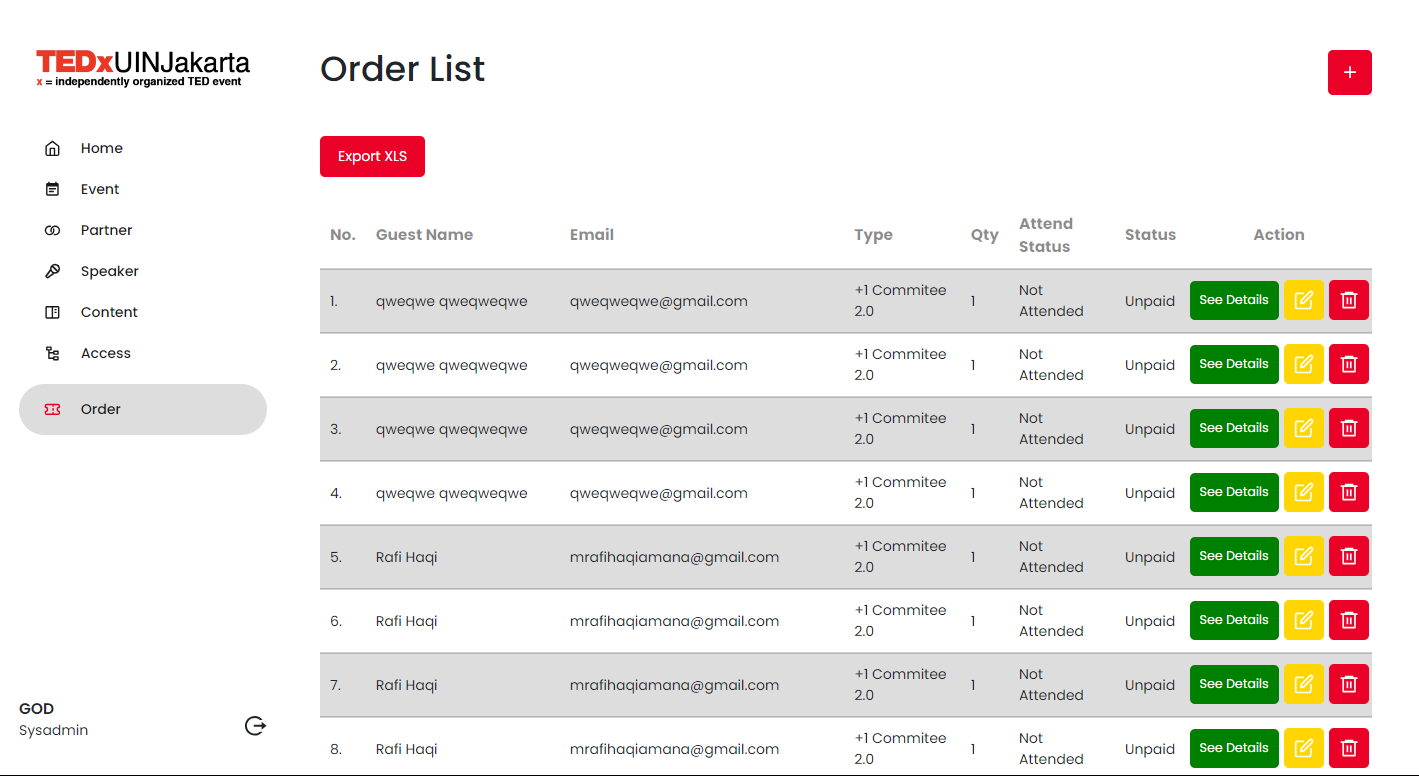 TEDxUINJakarta
x = independently organized TED event
Home
Event
Partner
Speaker
Content
Access
Order
GOD
Sysadmin
Order List
+
Export XLS
No. Guest Name Email Type Qty Attend Status Status Action
1. qweqwe qweqweqwe qweqweqwe@gmail.com +1 Commitee 2.0 1 Not Attended Unpaid See Details
2. qweqwe qweqweqwe qweqweqwe@gmail.com +1 Commitee 2.0 1 Not Attended Unpaid See Details
3. qweqwe qweqweqwe qweqweqwe@gmail.com +1 Commitee 2.0 1 Not Attended Unpaid See Details
4. qweqwe qweqweqwe qweqweqwe@gmail.com +1 Commitee 2.0 1 Not Attended Unpaid See Details
5. Rafi Haqi mrafihaqiamana@gmail.com +1 Commitee 2.0 1 Not Attended Unpaid See Details
6. Rafi Haqi mrafihaqiamana@gmail.com +1 Commitee 2.0 1 Not Attended Unpaid See Details
7. Rafi Haqi mrafihaqiamana@gmail.com +1 Commitee 2.0 1 Not Attended Unpaid See Details
8. Rafi Haqi mrafihaqiamana@gmail.com +1 Commitee 2.0 1 Not Attended Unpaid See Details